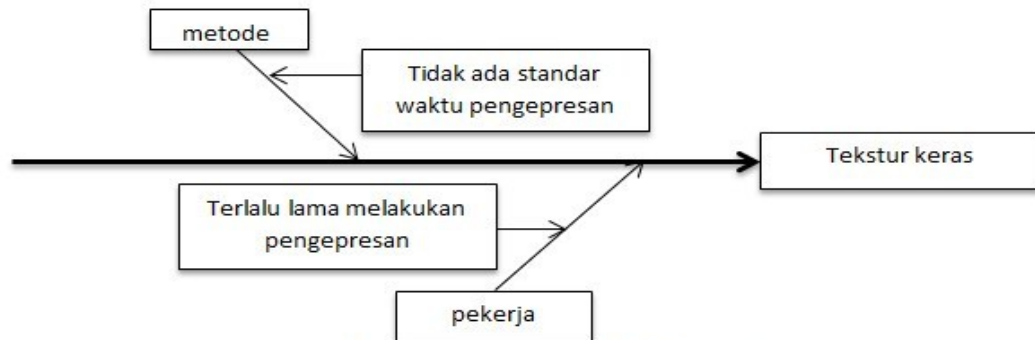 metode
Tidak ada standar
waktu pengepresan
Tekstur keras
Terlalu lama melakukan
pengepresan
pekerja